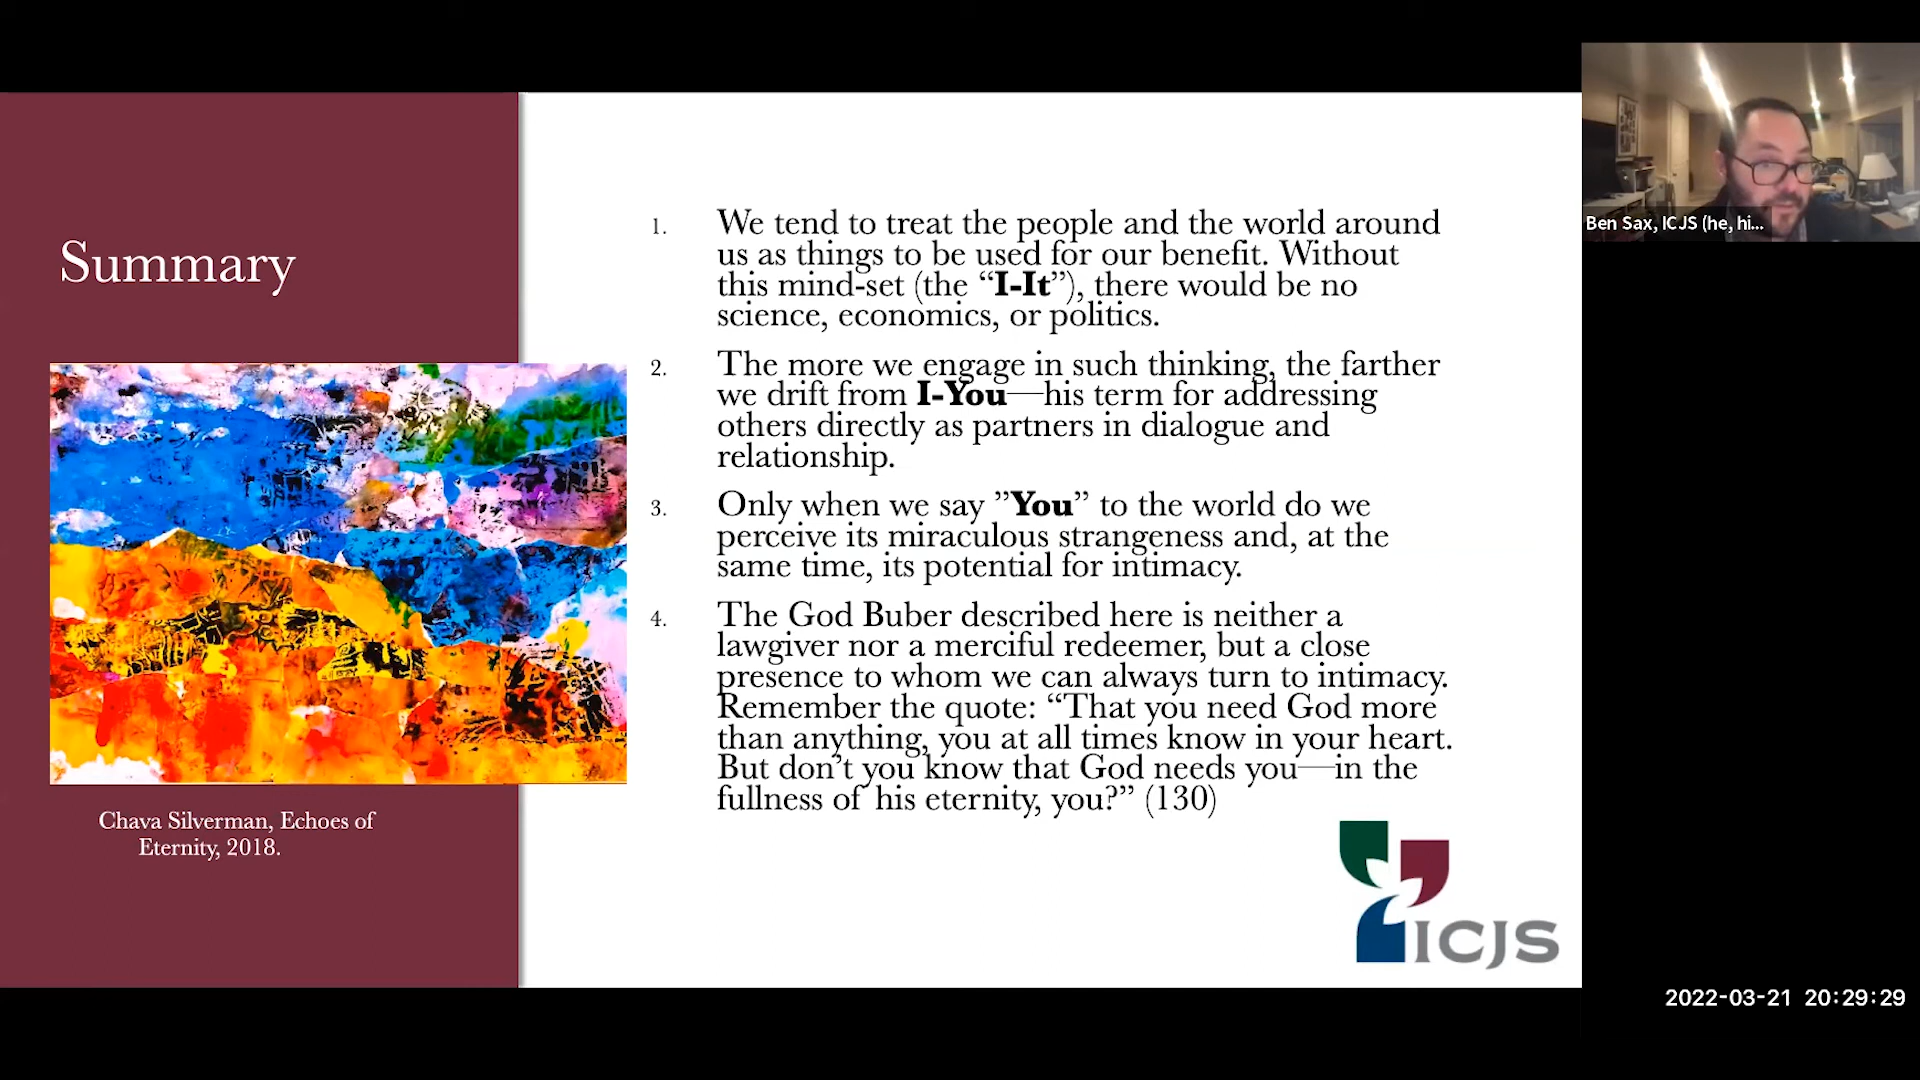 Summary
Chava Silverman, Echoes of
Eternity, 2018.
1. We tend to treat the people and the world around
us as things to be used for our benefit. Without
this mind-set (the “I-It”), there would be no
science, economics, or politics.
2. The more we engage in such thinking, the farther
we drift from I-You—his term for addressing
others directly as partners in dialogue and
relationship.
3. Only when we say ”You” to the world do we
perceive its miraculous strangeness and, at the
same time, its potential for intimacy.
4. The God Buber described here is neither a
lawgiver nor a merciful redeemer, but a close
presence to whom we can always turn to intimacy.
Remember the quote: “That you need God more
than anything, you at all times know in your heart.
But don’t you know that God needs you—in the
fullness of his eternity, you?” (130)
ICJS
Ben Sax, ICJS (he, hi...
2022-03-21 20:29:29